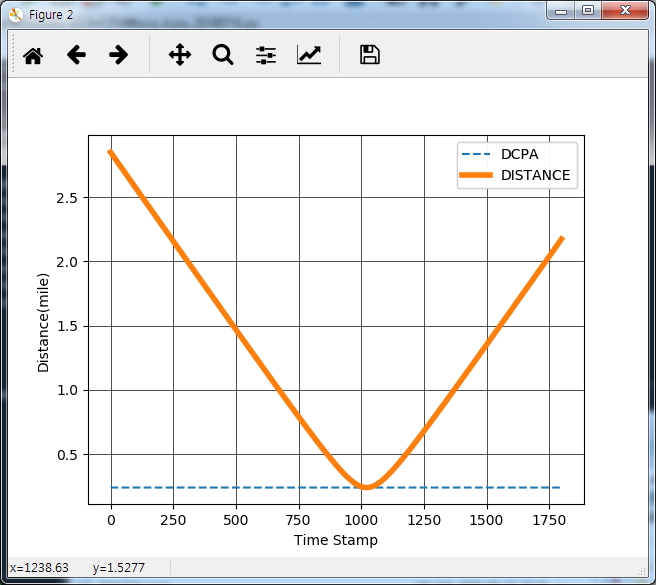 Figure 2
DCPA
DISTANCE
Distance(mile)
2.5
2.0
1.5
1.0
0.5
0 250 500 750 1000 1250 1500 1750
Time Stamp
x=1238.63 y=1.5277